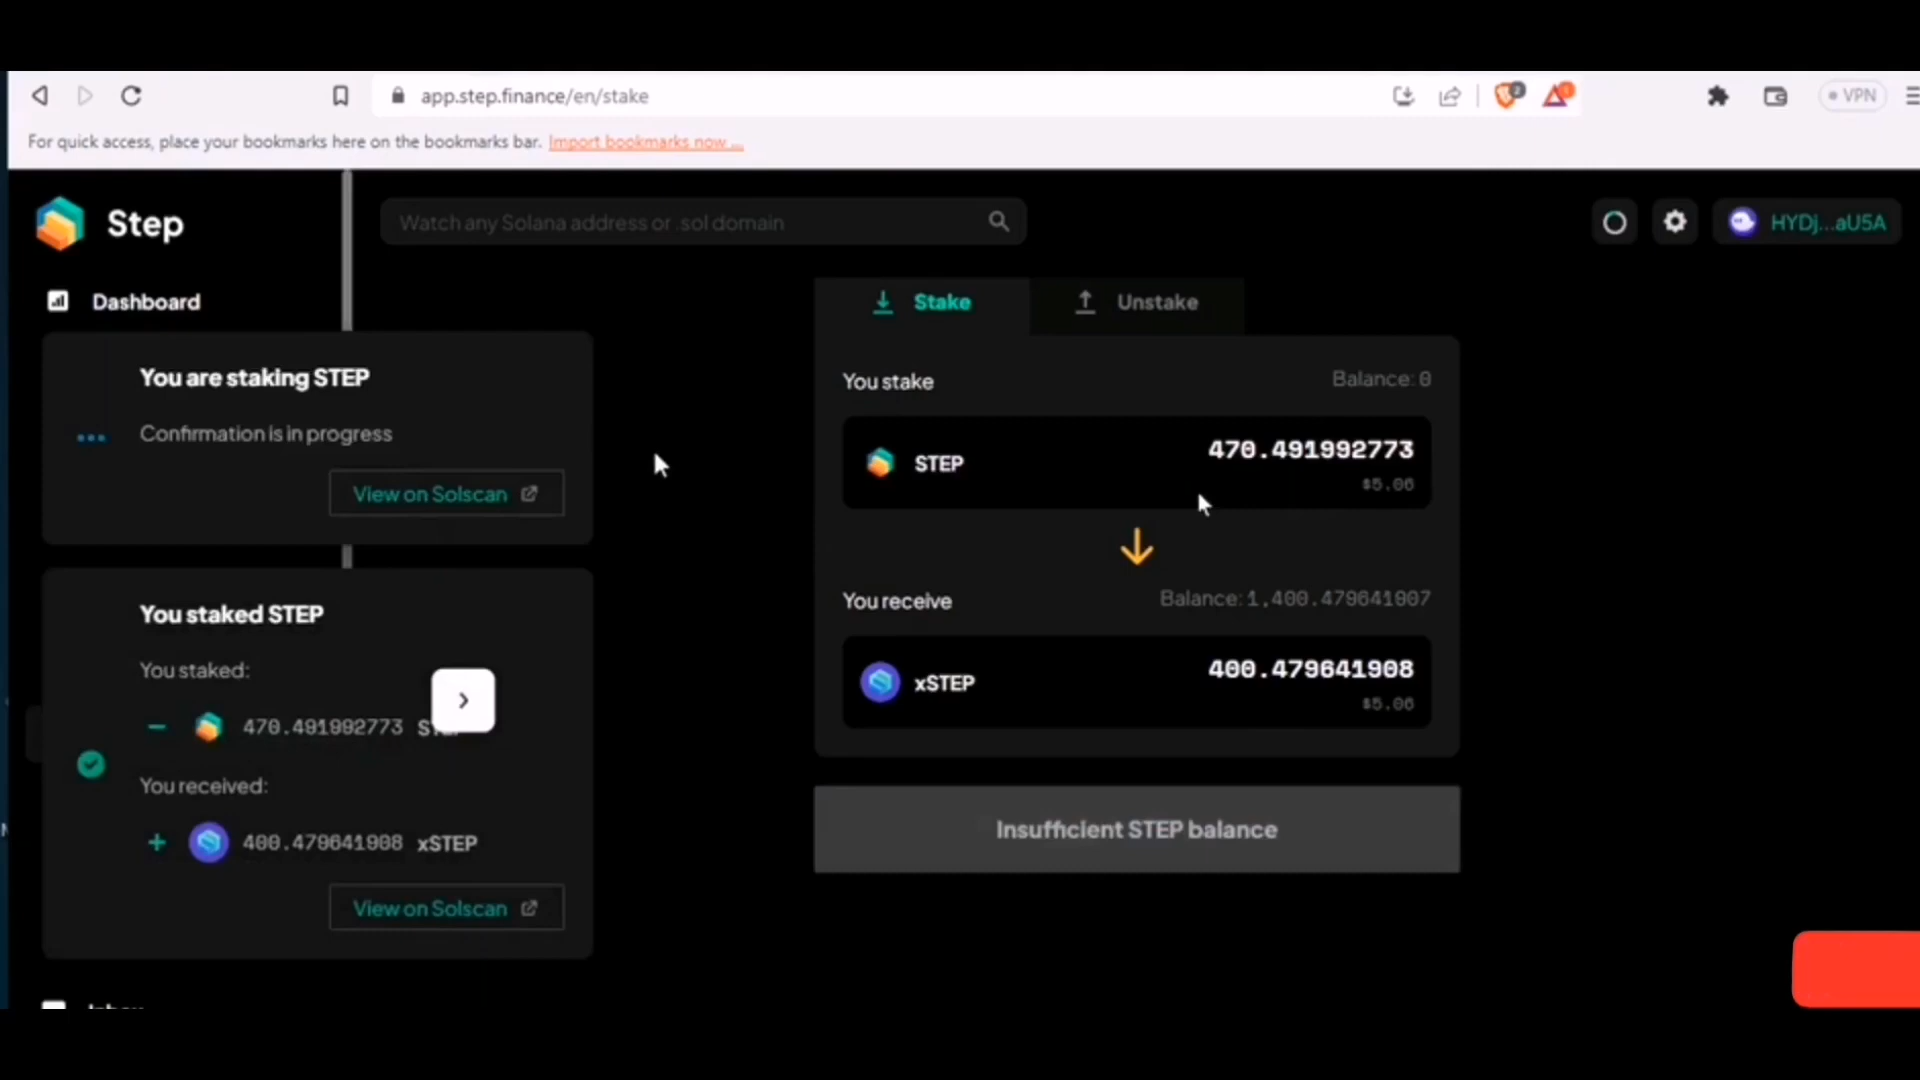 app.step.finance/en/stake
VPN
For quick access, place your bookmarks here on the bookmarks bar. Import bookmarks now ...
Step
Watch any Solana address or .sol domain
HYDj...aU5A
Dashboard
Stake
Unstake
You are staking STEP
Confirmation is in progress
View on Solscan
You stake
Balance: 0
STEP
470.491992773
$5.06
You receive
Balance: 1,400.479641907
xSTEP
400.479641908
$5.06
Insufficient STEP balance
You staked STEP
You staked:
470.491992773
You received:
400.479641908 xSTEP
View on Solscan